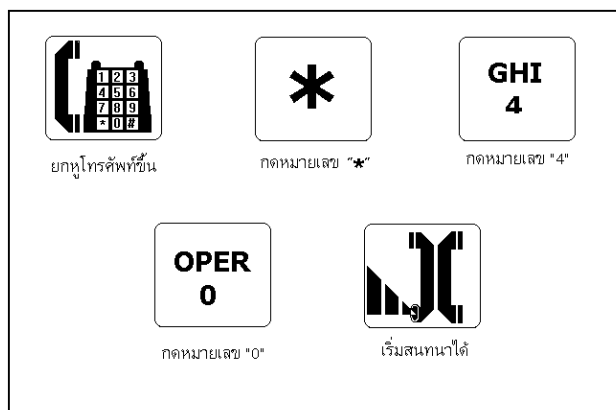 1 2 3
4 5 6
7 8 9
* 0 #
*
GHI
4
ยกหูโทรศัพท์ขึ้น
กดหมายเลข "*"
กดหมายเลข "4"
OPER
0
กดหมายเลข "0"
เริ่มสนทนาได้